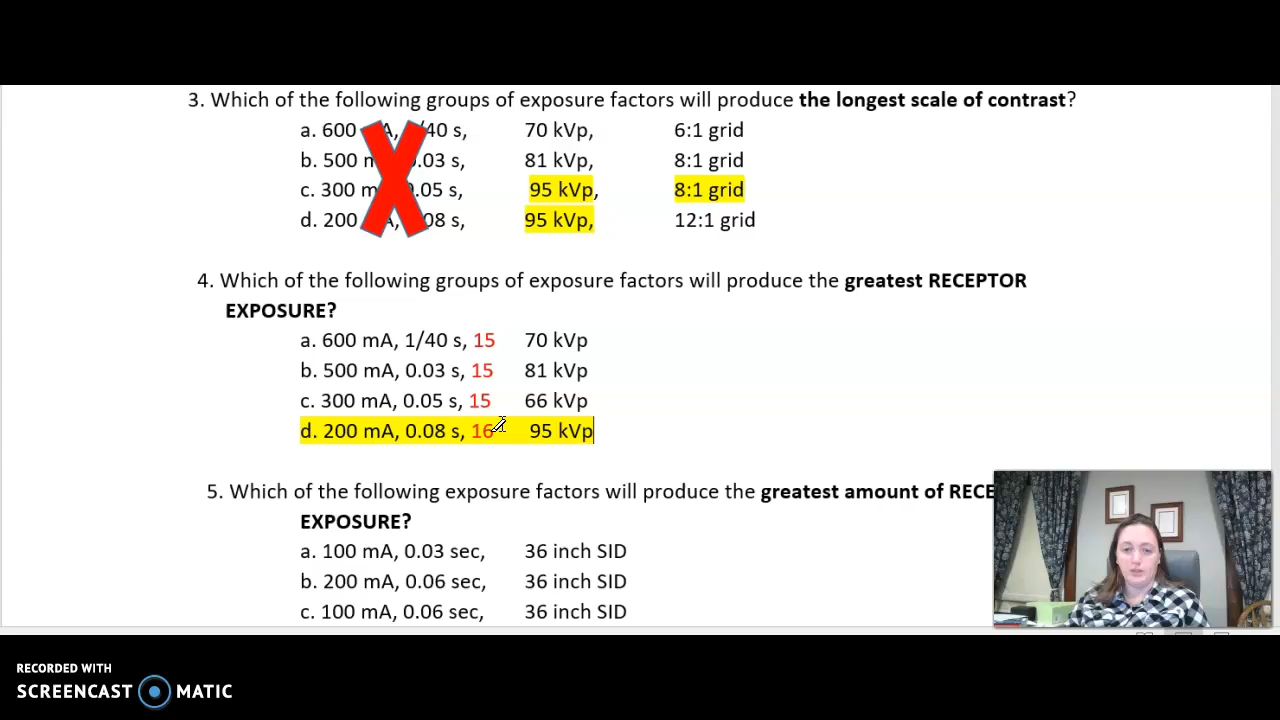 3. Which of the following groups of exposure factors will produce the longest scale of contrast?
a. 600 A, /40 s, 70 kVp, 6:1 grid
b. 500 m .03 s, 81 kVp, 8:1 grid
c. 300 m .05 s, 95 kVp, 8:1 grid
d. 200 A, 08 s, 95 kVp, 12:1 grid
4. Which of the following groups of exposure factors will produce the greatest RECEPTOR
EXPOSURE?
a. 600 mA, 1/40 s, 15 70 kVp
b. 500 mA, 0.03 s, 15 81 kVp
c. 300 mA, 0.05 s, 15 66 kVp
d. 200 mA, 0.08 s, 16 95 kVp
5. Which of the following exposure factors will produce the greatest amount of RECE
EXPOSURE?
a. 100 mA, 0.03 sec, 36 inch SID
b. 200 mA, 0.06 sec, 36 inch SID
c. 100 mA, 0.06 sec, 36 inch SID
RECORDED WITH
SCREENCAST MATIC